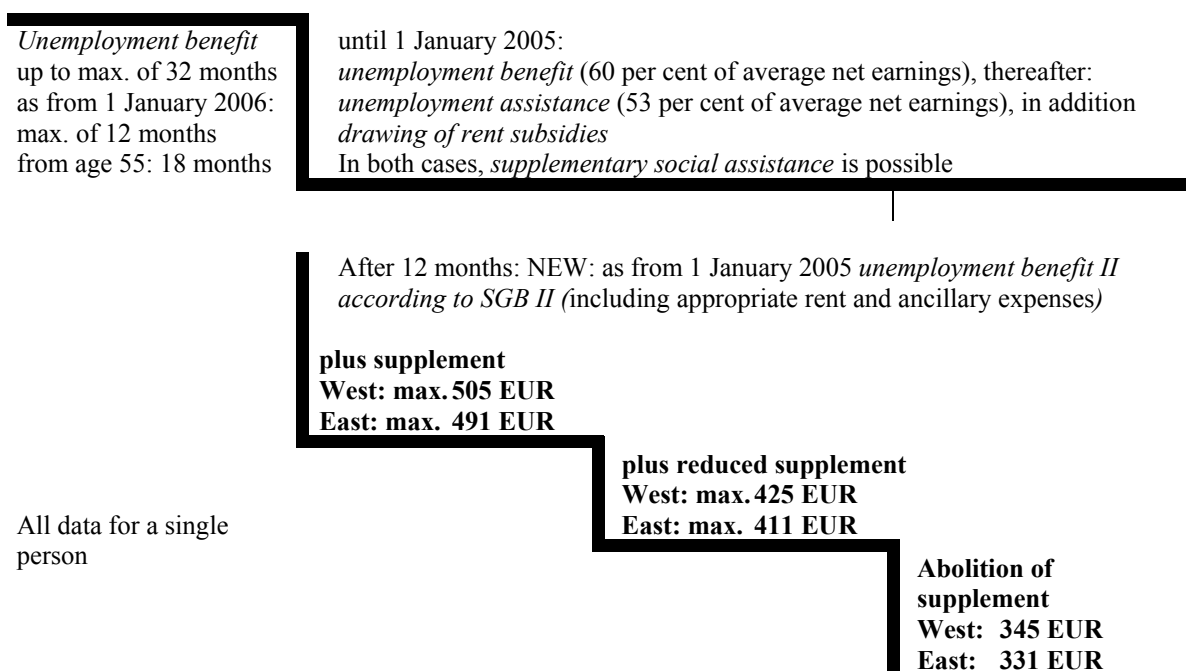 Unemployment benefit
up to max. of 32 months
as from 1 January 2006:
max. of 12 months
from age 55: 18 months
until 1 January 2005:
unemployment benefit (60 per cent of average net earnings), thereafter:
unemployment assistance (53 per cent of average net earnings), in addition
drawing of rent subsidies
In both cases, supplementary social assistance is possible
After 12 months: NEW: as from 1 January 2005 unemployment benefit II
according to SGB II (including appropriate rent and ancillary expenses)
plus supplement
West: max. 505 EUR
East: max. 491 EUR
plus reduced supplement
West: max. 425 EUR
East: max. 411 EUR
All data for a single
person
Abolition of
supplement
West: 345 EUR
East: 331 EUR